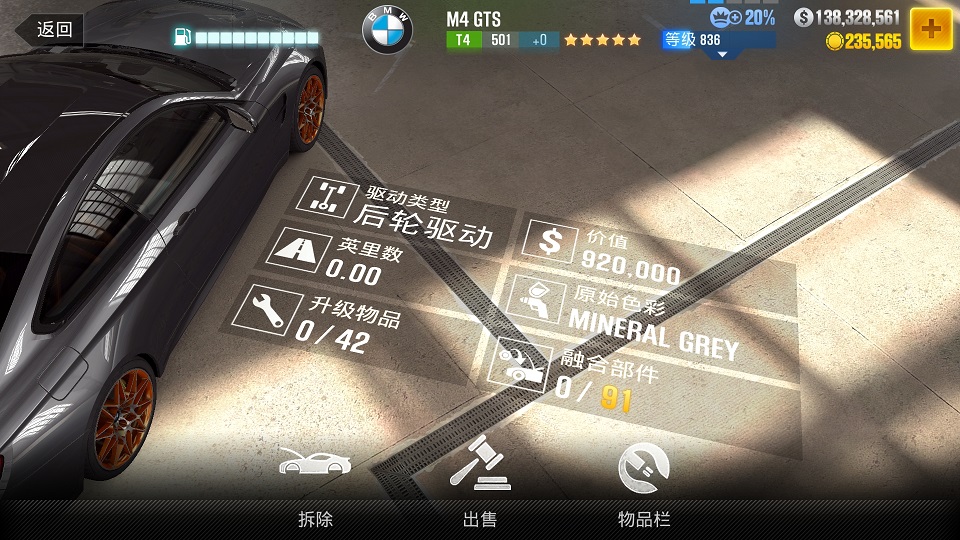 返回
BMW
M4 GTS
T4 501 +0
20%
138,328,561
等级 836
235,565
驱动类型
后轮驱动
英里数
0.00
升级物品
0/42
价值
920,000
原始色彩
MINERAL GREY
融合部件
0/91
拆除
出售
物品栏